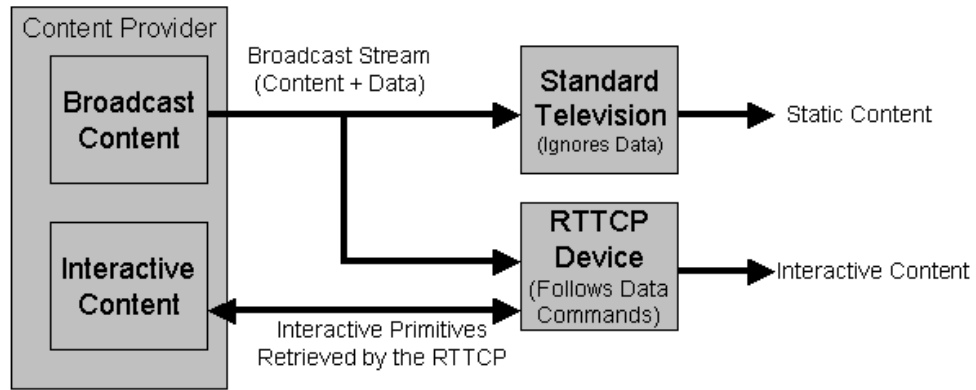 Content Provider
Broadcast
Content
Interactive
Content
Broadcast Stream
(Content + Data)
Standard
Television
(Ignores Data)
Static Content
RTTCP
Device
(Follows Data
Commands)
Interactive Content
Interactive Primitives
Retrieved by the RTTCP